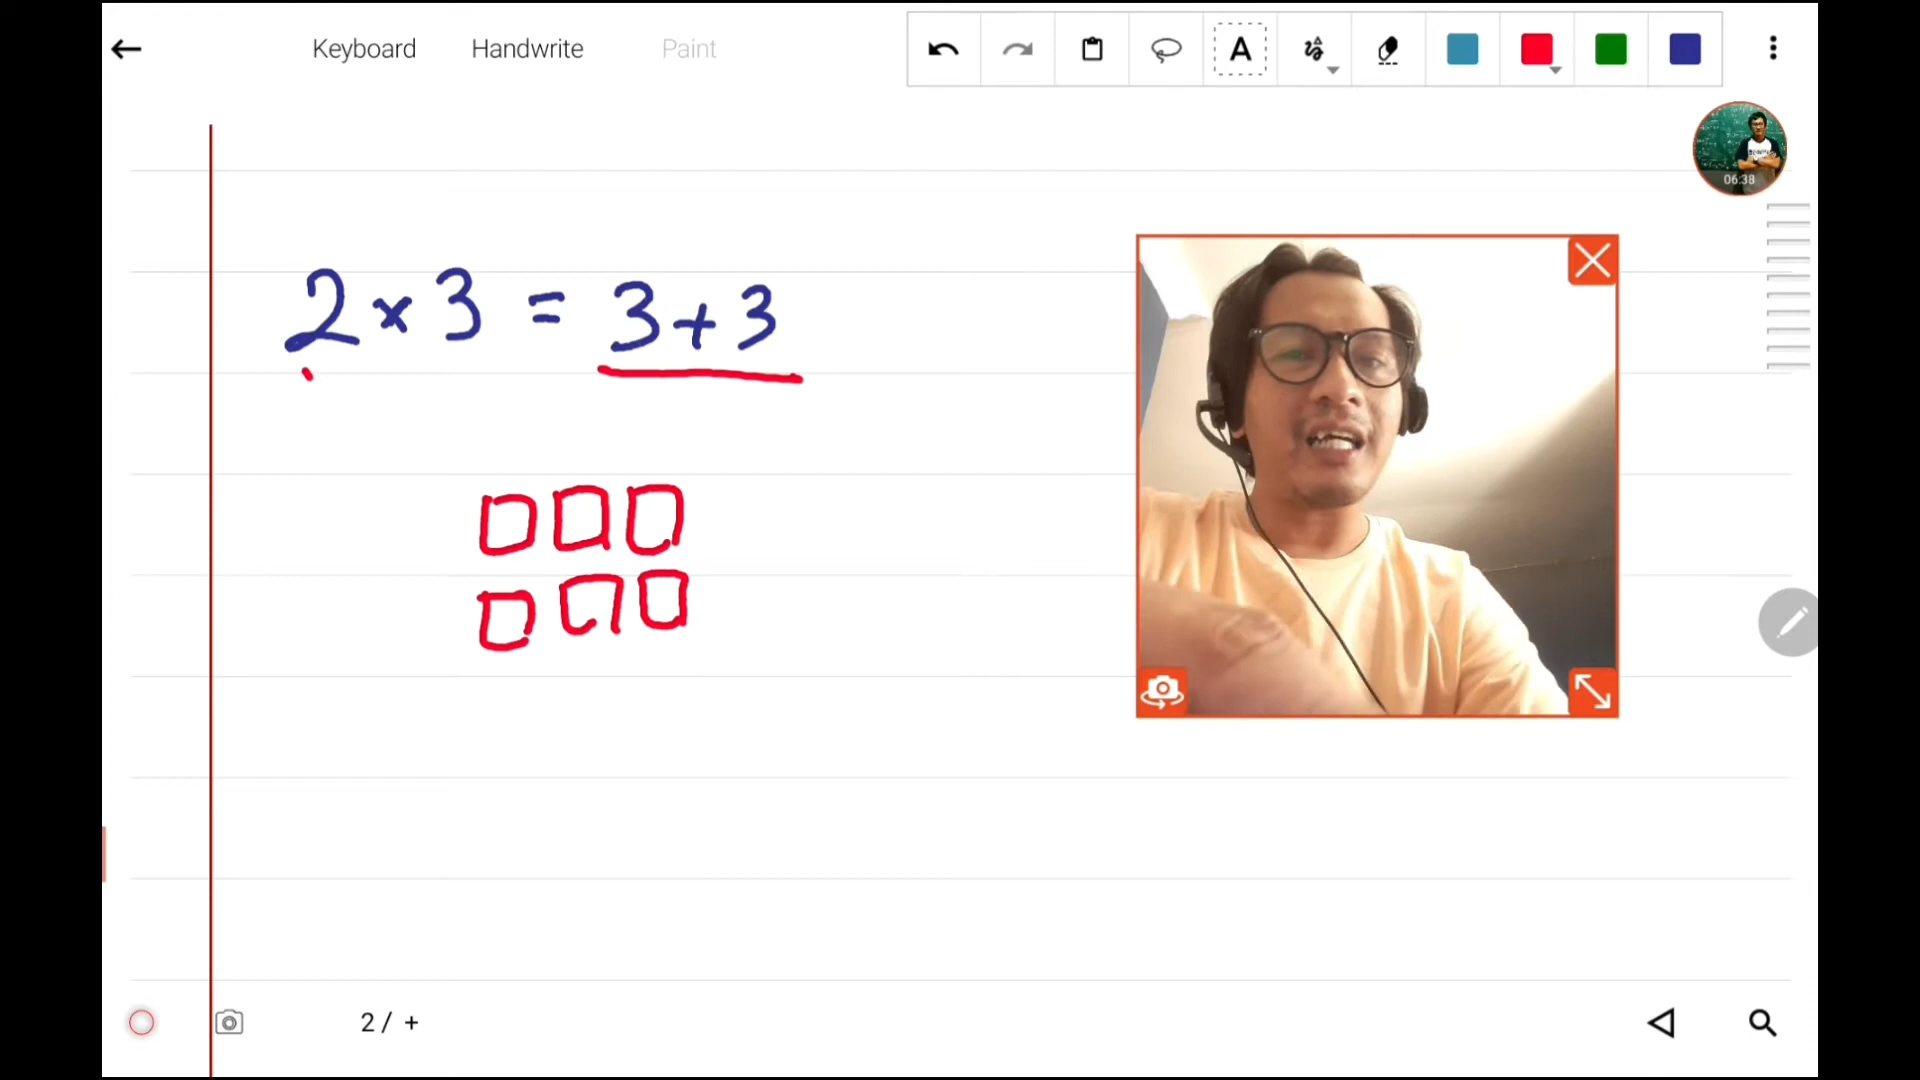 Keyboard Handwrite Paint A
06:38
2 × 3 = 3 + 3
2 / +